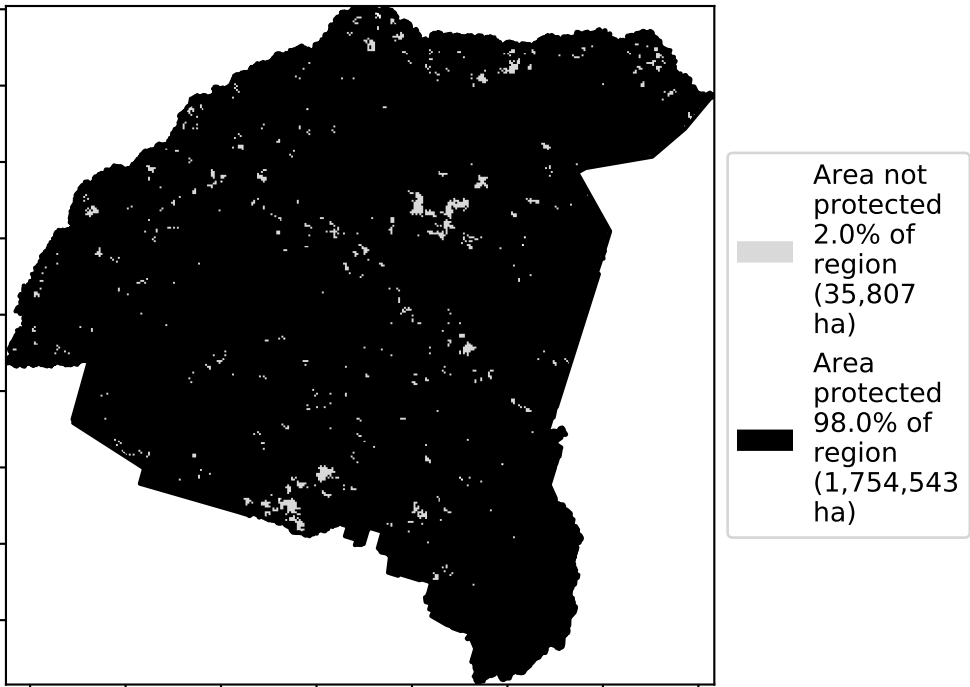 Area not
protected
2.0% of
region
(35,807
ha)
Area
protected
98.0% of
region
(1,754,543
ha)